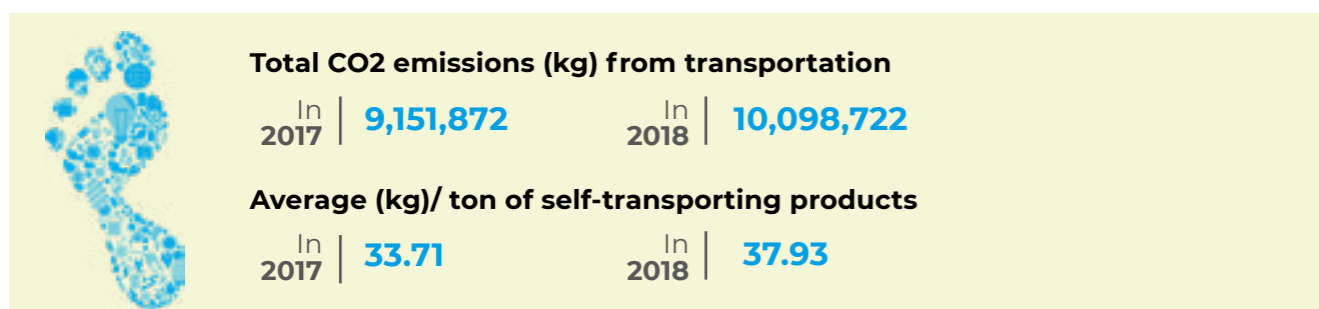 Total CO2 emissions (kg) from transportation
In 2017 9,151,872 In 2018 10,098,722
Average (kg)/ ton of self-transporting products
In 2017 33.71 In 2018 37.93